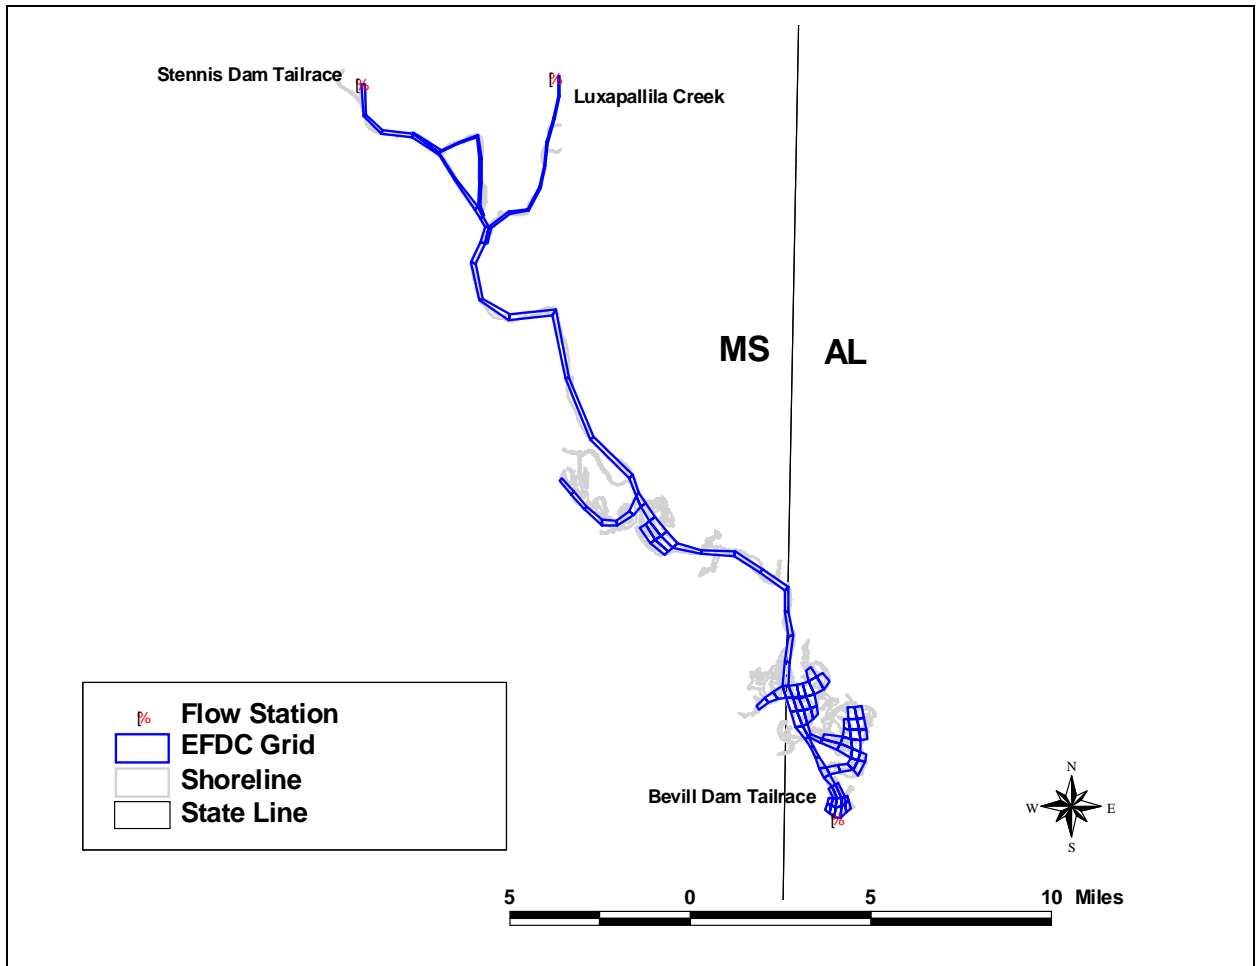 Stennis Dam Tailrace
Luxapallila Creek
MS
AL
Flow Station
EFDC Grid
Shoreline
State Line
Bevill Dam Tailrace
N
W
E
S
5
0
5
10 Miles